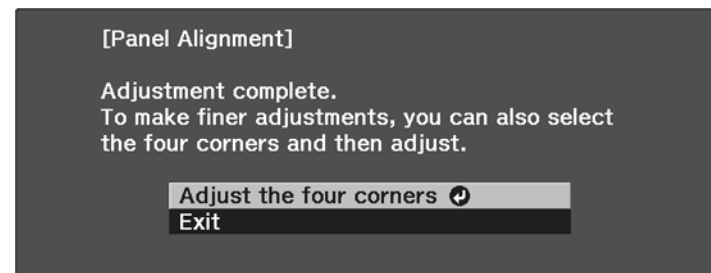 [Panel Alignment]
Adjustment complete.
To make finer adjustments, you can also select
the four corners and then adjust.
Adjust the four corners
Exit